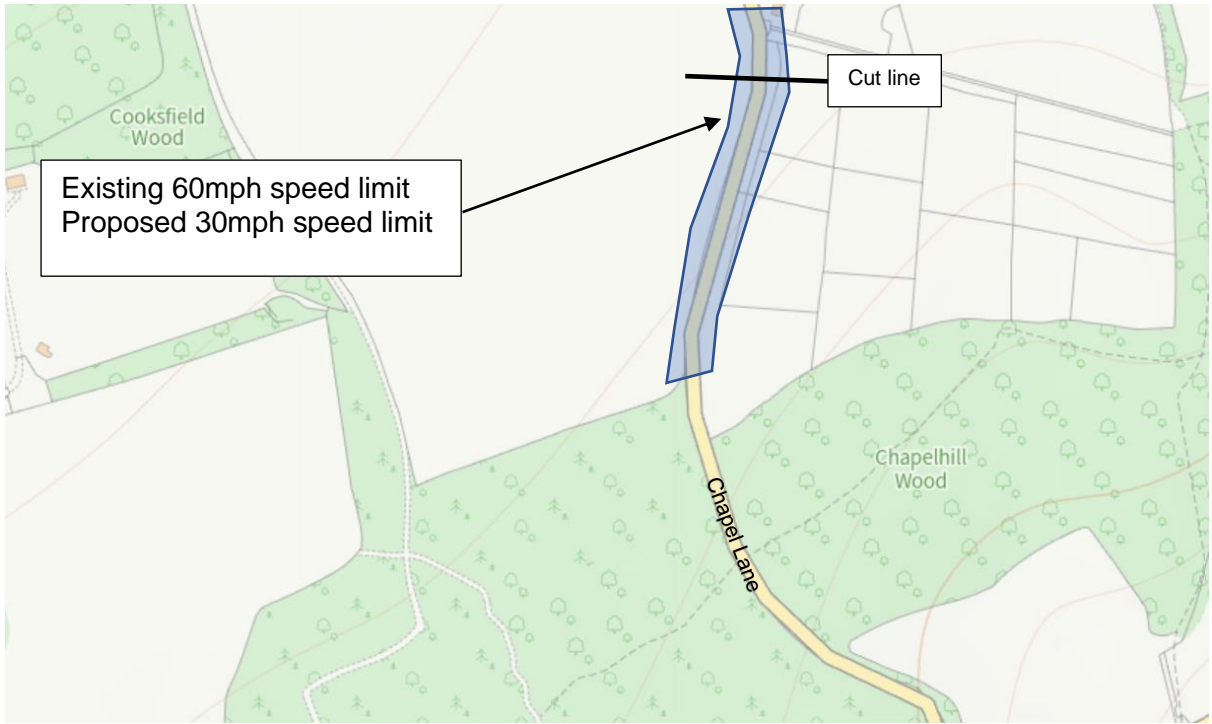 Cut line
Cooksfield
Wood
Existing 60mph speed limit
Proposed 30mph speed limit
Chapelhill
Wood
Chapel Lane